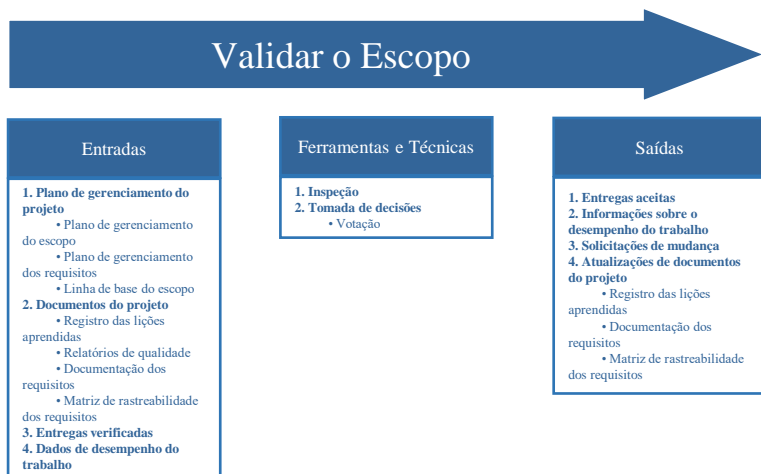 Validar o Escopo
Entradas
1. Plano de gerenciamento do
projeto
• Plano de gerenciamento
do escopo
• Plano de gerenciamento
dos requisitos
• Linha de base do escopo
2. Documentos do projeto
• Registro das lições
aprendidas
• Relatórios de qualidade
• Documentação dos
requisitos
• Matriz de rastreabilidade
dos requisitos
3. Entregas verificadas
4. Dados de desempenho do
trabalho
Ferramentas e Técnicas
1. Inspeção
2. Tomada de decisões
• Votação
Saídas
1. Entregas aceitas
2. Informações sobre o
desempenho do trabalho
3. Solicitações de mudança
4. Atualizações de documentos
do projeto
• Registro das lições
aprendidas
• Documentação dos
requisitos
• Matriz de rastreabilidade
dos requisitos